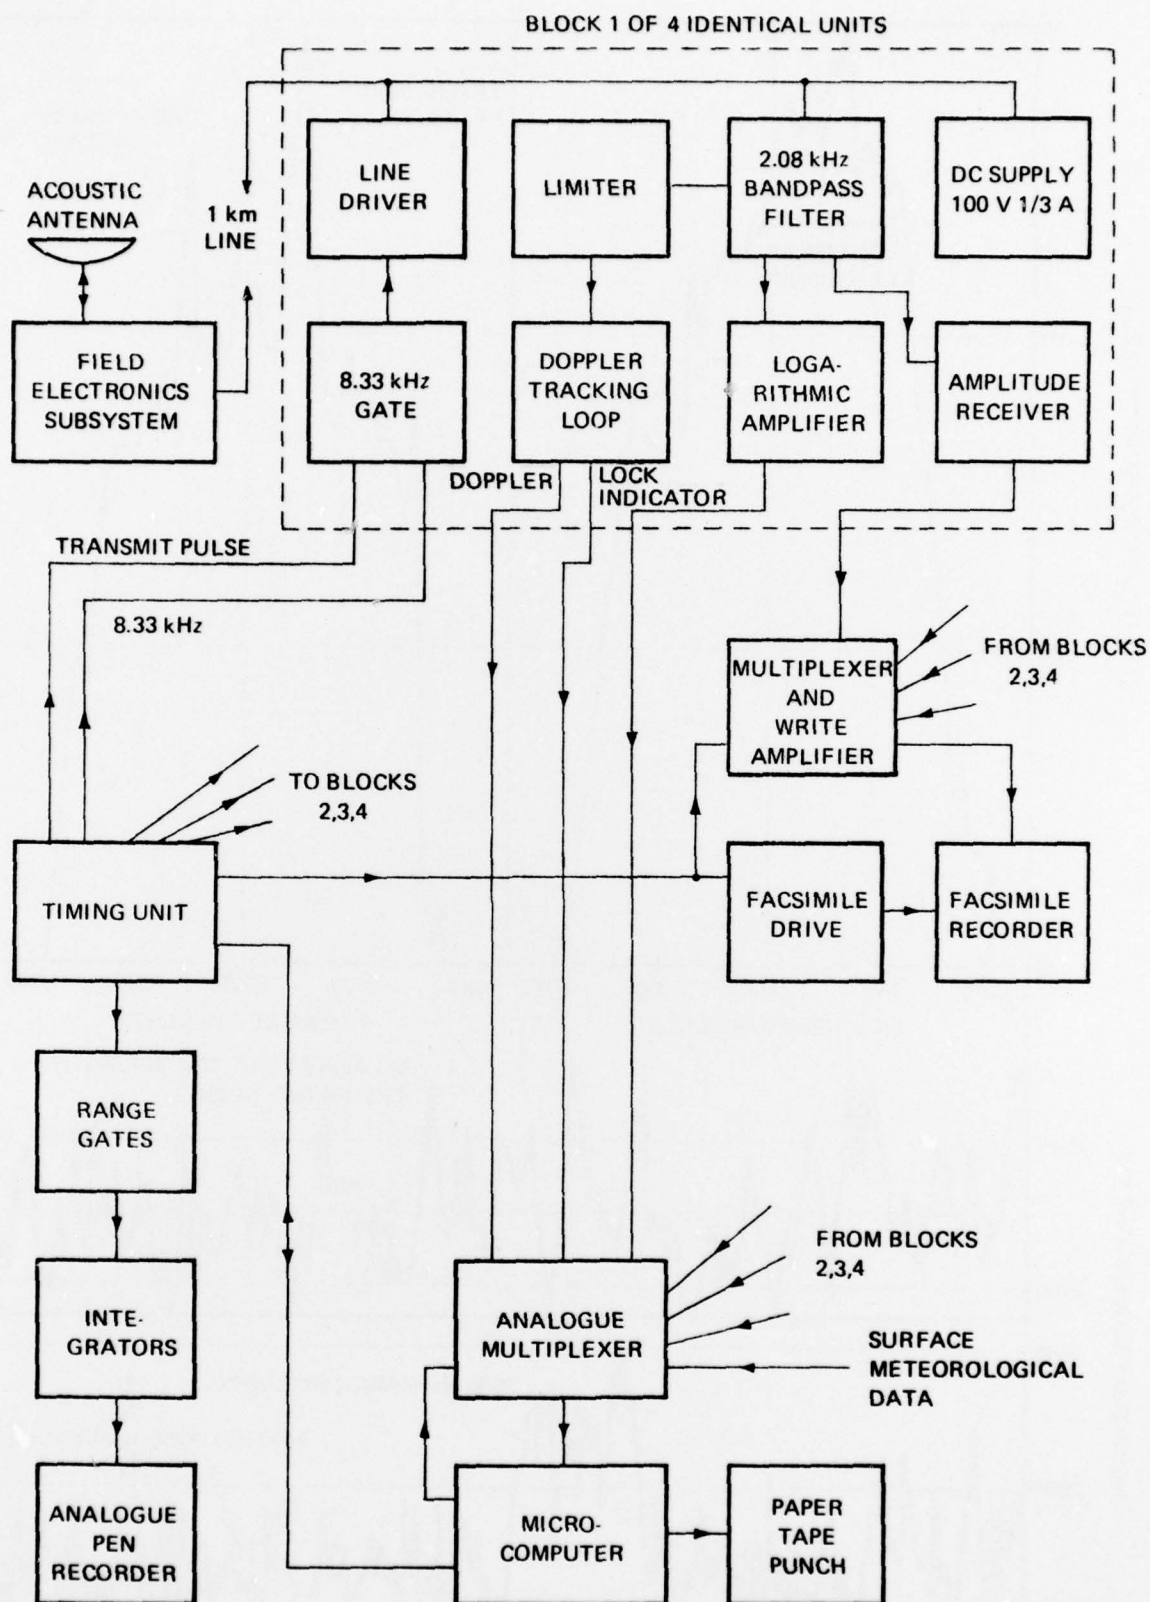 BLOCK 1 OF 4 IDENTICAL UNITS
ACOUSTIC
ANTENNA
1 km
LINE
LINE
DRIVER
LIMITER
2.08 kHz
BANDPASS
FILTER
DC SUPPLY
100 V 1/3 A
FIELD
ELECTRONICS
SUBSYSTEM
8.33 kHz
GATE
DOPPLER
TRACKING
LOOP
LOGA-
RITHMIC
AMPLIFIER
AMPLITUDE
RECEIVER
DOPPLER
LOCK
INDICATOR
TRANSMIT PULSE
8.33 kHz
MULTIPLEXER
AND
WRITE
AMPLIFIER
FROM BLOCKS
2,3,4
TO BLOCKS
2,3,4
TIMING UNIT
FACSIMILE
DRIVE
FACSIMILE
RECORDER
RANGE
GATES
INTE-
GRATORS
ANALOGUE
MULTIPLEXER
FROM BLOCKS
2,3,4
SURFACE
METEOROLOGICAL
DATA
ANALOGUE
PEN
RECORDER
MICRO-
COMPUTER
PAPER
TAPE
PUNCH